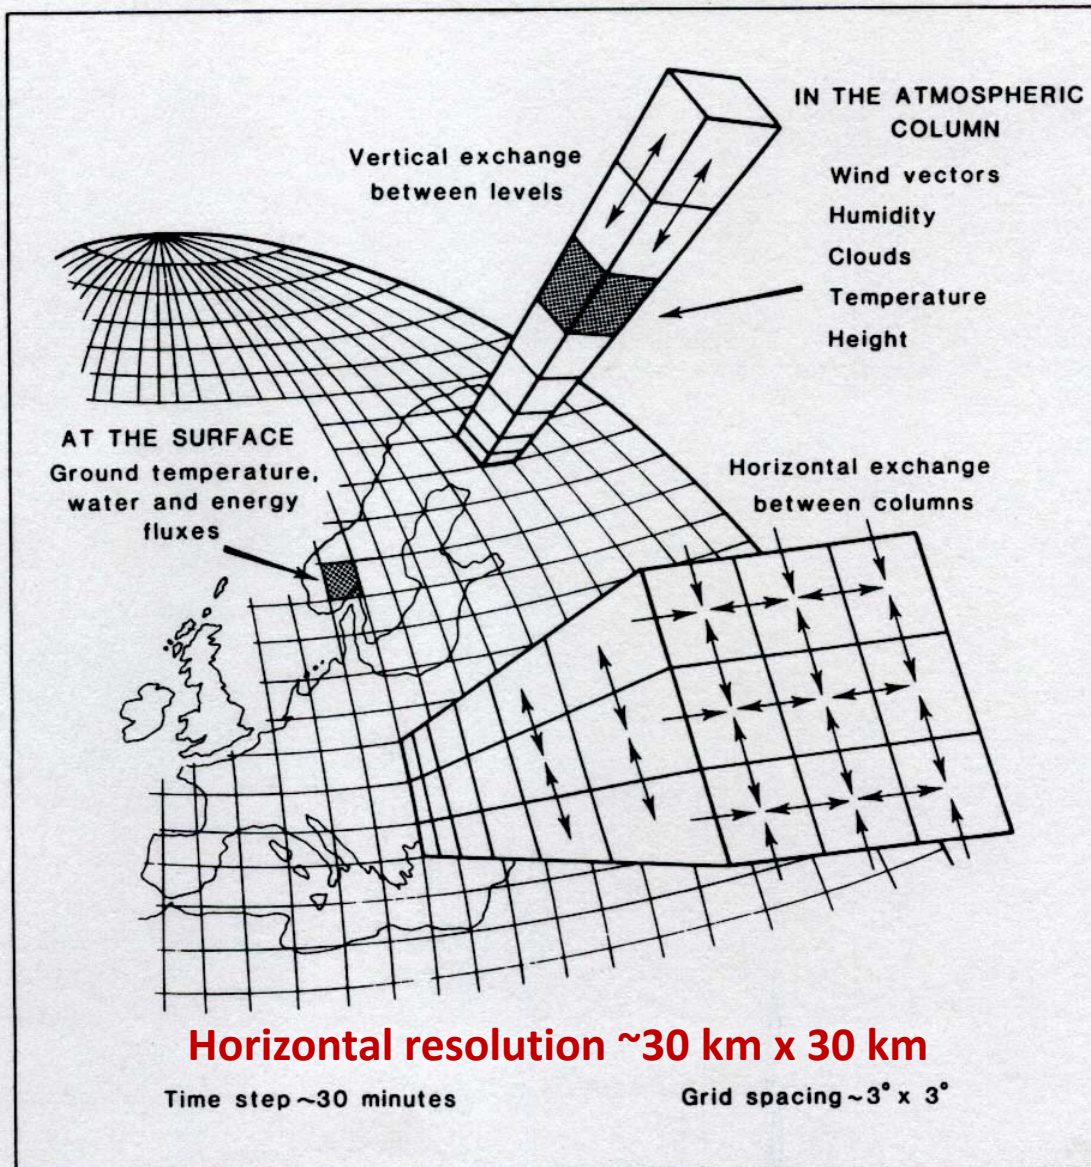 IN THE ATMOSPHERIC
COLUMN
Wind vectors
Humidity
Clouds
Temperature
Height
Vertical exchange
between levels
AT THE SURFACE
Ground temperature,
water and energy
fluxes
Horizontal exchange
between columns
Horizontal resolution ~30 km x 30 km
Time step ~30 minutes
Grid spacing ~3° x 3°